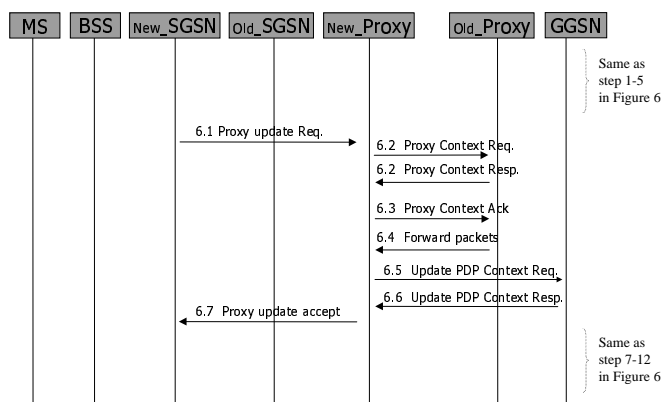 MS BSS New_SGSN Old_SGSN New_Proxy Old_Proxy GGSN
Same as
step 1-5
in Figure 6
6.1 Proxy update Req.
6.2 Proxy Context Req.
6.2 Proxy Context Resp.
6.3 Proxy Context Ack
6.4 Forward packets
6.5 Update PDP Context Req.
6.6 Update PDP Context Resp.
6.7 Proxy update accept
Same as
step 7-12
in Figure 6